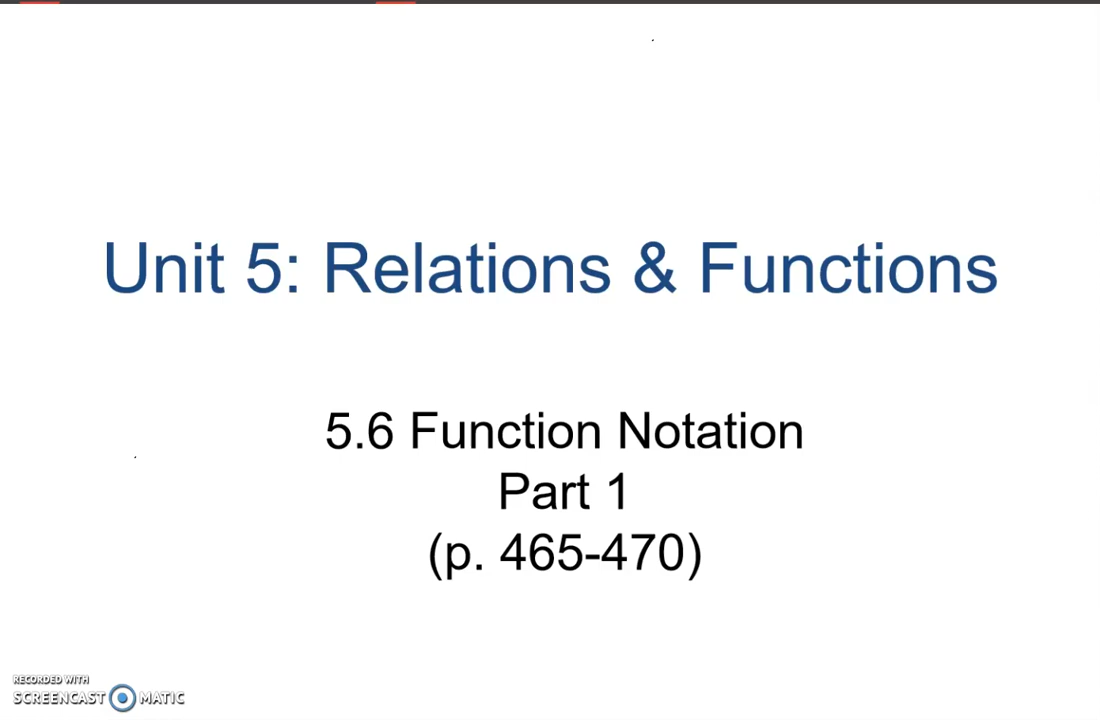 Unit 5: Relations & Functions
5.6 Function Notation
Part 1
(p. 465-470)
RECORDED WITH
SCREENCAST MATIC